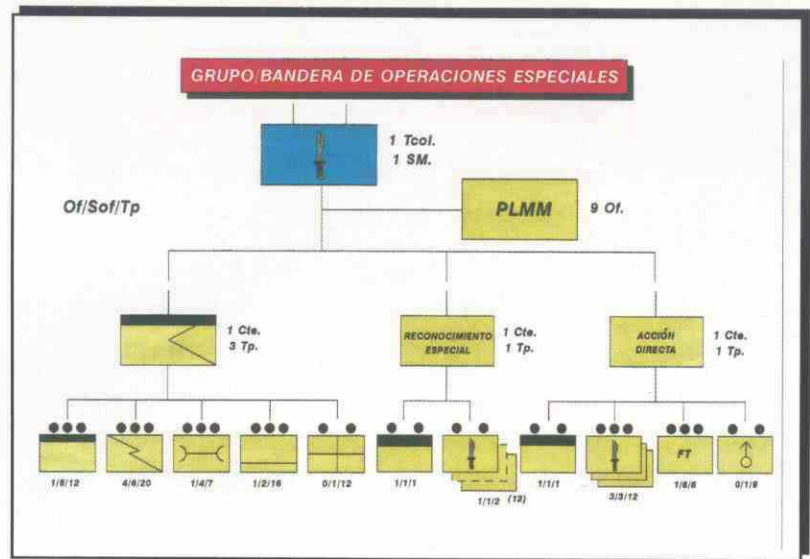 GRUPO/BANDERA DE OPERACIONES ESPECIALES
1 Tcol.
1 SM.
Of/Sof/Tp
PLMM
9 Of.
1 Cte.
3 Tp.
RECONOCIMIENTO
ESPECIAL
1 Cte.
1 Tp.
ACCIÓN
DIRECTA
1 Cte.
1 Tp.
FT
1/5/12
4/6/20
1/4/7
1/2/16
0/1/12
1/1/1
1/1/2 (12)
1/1/1
3/3/12
1/6/6
0/1/9